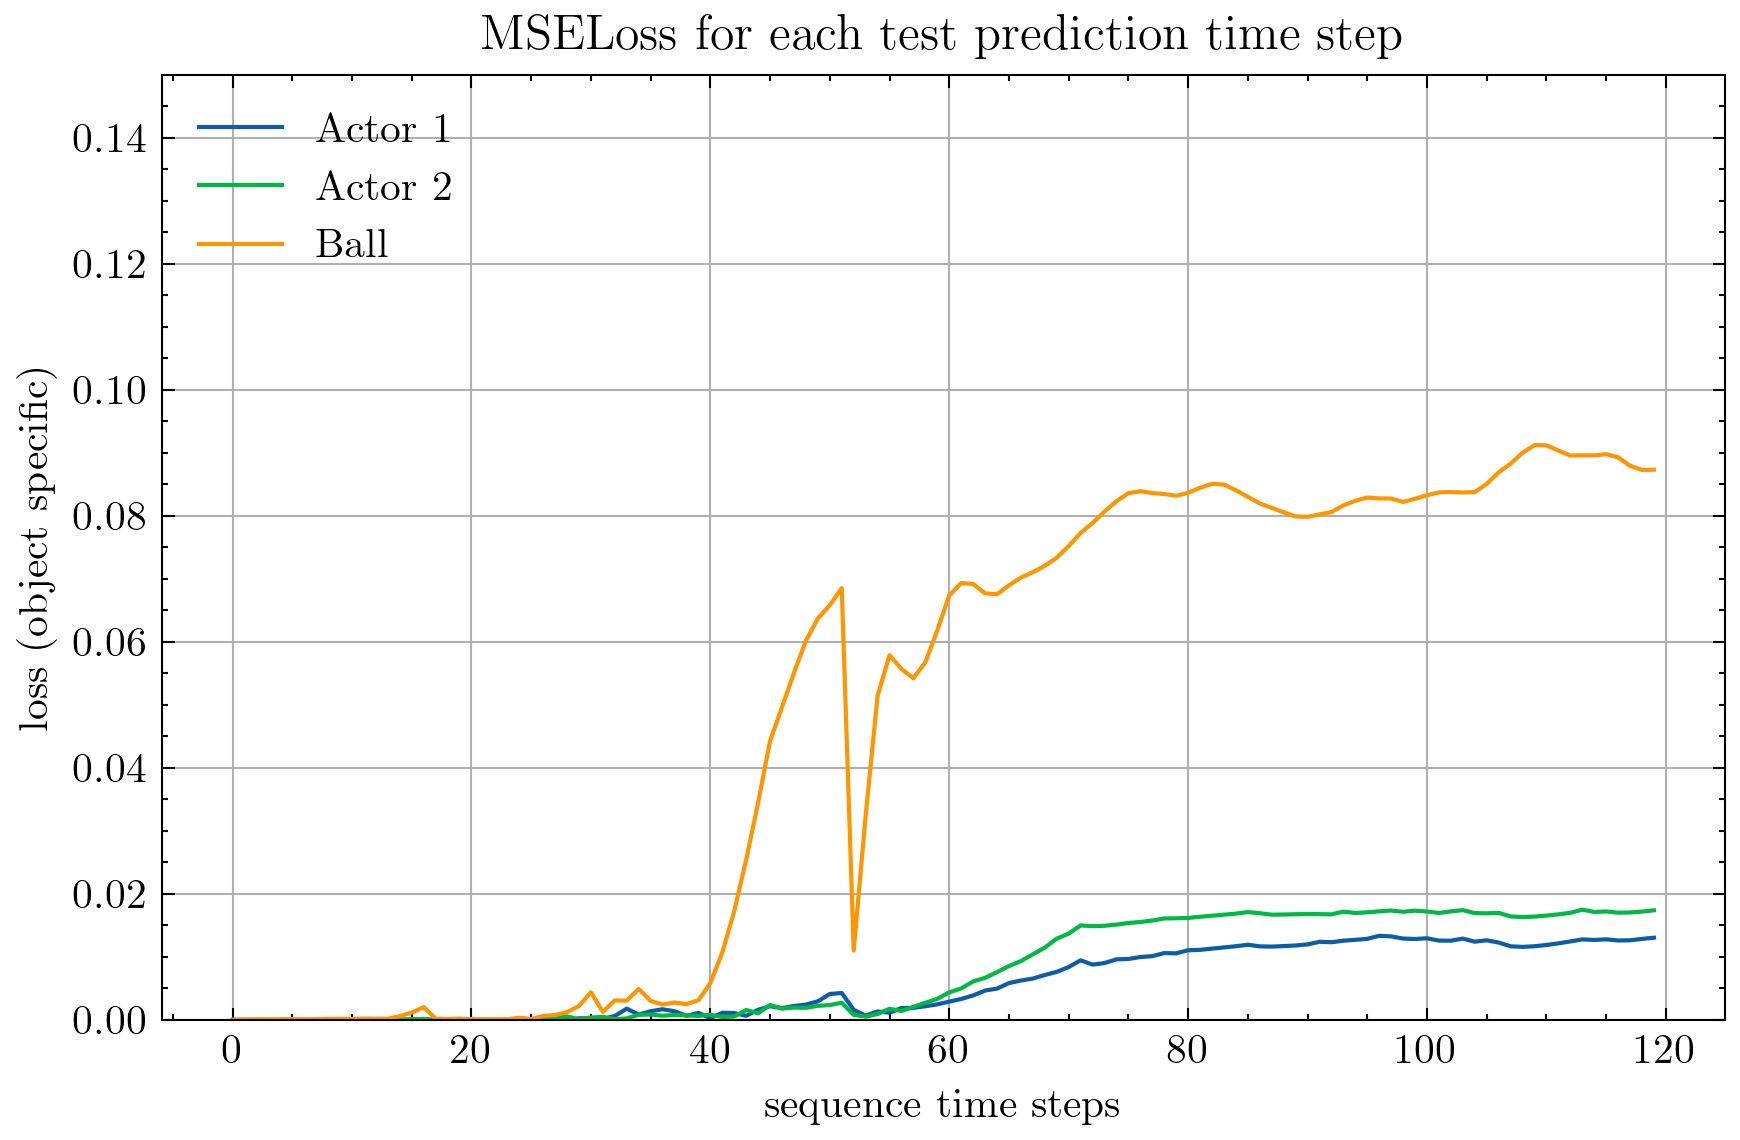 MSELoss for each test prediction time step
Actor 1
Actor 2
Ball
0.14
0.12
0.10
0.08
0.06
0.04
0.02
0.00
loss (object specific)
0 20 40 60 80 100 120
sequence time steps